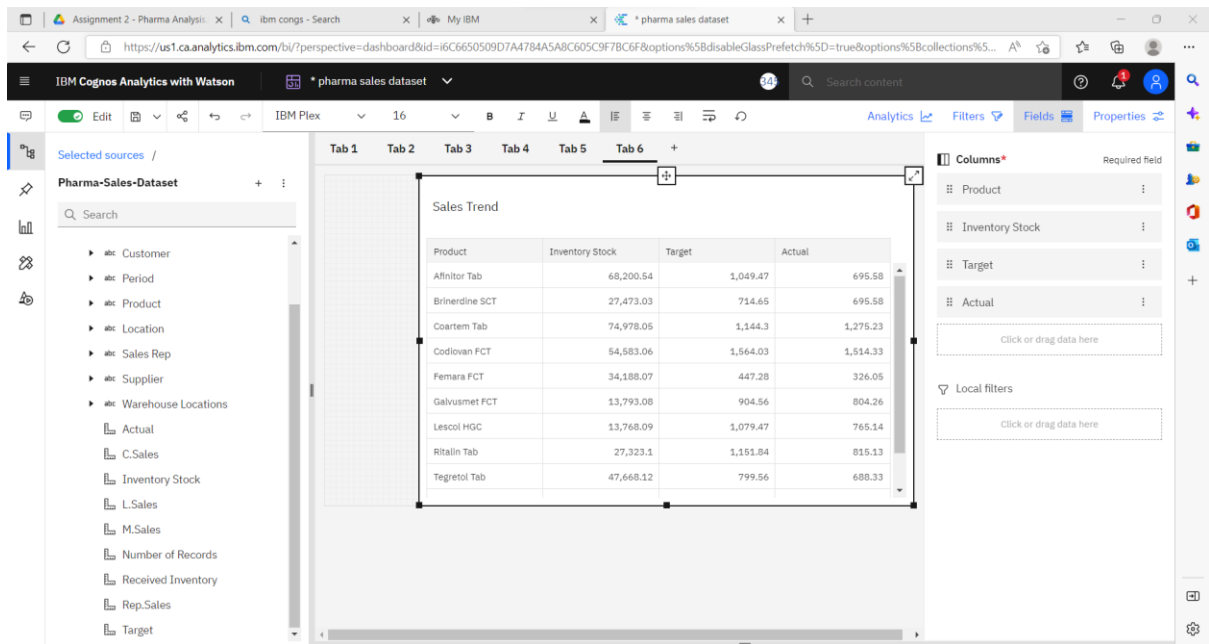 Assignment 2 - Pharma Analysis
ibm congs - Search
My IBM
* pharma sales dataset
https://us1.ca.analytics.ibm.com/bi/?perspective=dashboard&id=i6C6650509D7A4784A5A8C605C9F7BC6F&options%5BdisableGlassPrefetch%5D=true&options%5Bcollections%5...
IBM Cognos Analytics with Watson
* pharma sales dataset
Search content
Edit
IBM Plex
16
B
I
U
A
Analytics
Filters
Fields
Properties
Selected sources /
Pharma-Sales-Dataset
Search
abc Customer
abc Period
abc Product
abc Location
abc Sales Rep
abc Supplier
abc Warehouse Locations
Actual
C.Sales
Inventory Stock
L.Sales
M.Sales
Number of Records
Received Inventory
Rep.Sales
Target
Tab 1 Tab 2 Tab 3 Tab 4 Tab 5 Tab 6 +
Sales Trend
Product Inventory Stock Target Actual
Afinitor Tab 68,200.54 1,049.47 695.58
Brinerdine SCT 27,473.03 714.65 695.58
Coartem Tab 74,978.05 1,144.3 1,275.23
Codlovan FCT 54,583.06 1,564.03 1,514.33
Femara FCT 34,188.07 447.28 326.05
Galvusmet FCT 13,793.08 904.56 804.26
Lescol HGC 13,768.09 1,079.47 765.14
Ritalin Tab 27,323.1 1,151.84 815.13
Tegretol Tab 47,668.12 799.56 688.33
Columns* Required field
Product
Inventory Stock
Target
Actual
Click or drag data here
Local filters
Click or drag data here